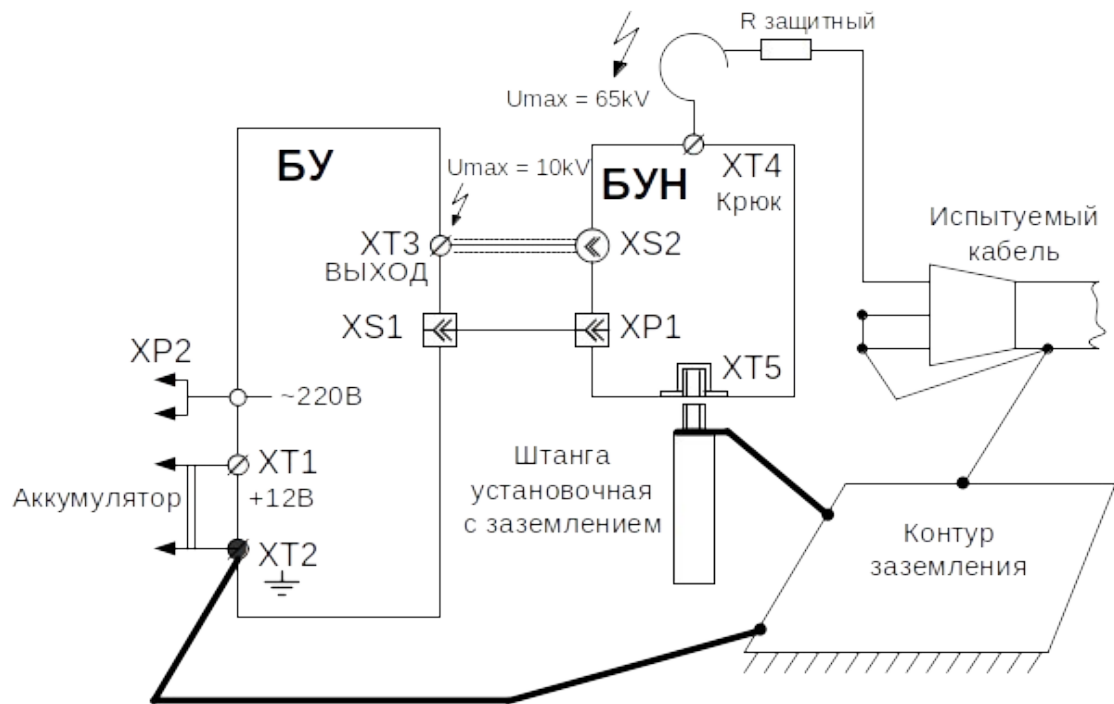 R защитный
Umax = 65kV
БУ
Umax = 10kV
БУН
XT4
Крюк
XT3
ВЫХОД
XS2
Испытуемый
кабель
XS1
XP1
XP2
XT5
~220В
XT1
Аккумулятор
+12В
XT2
Штанга
установочная
с заземлением
Контур
заземления